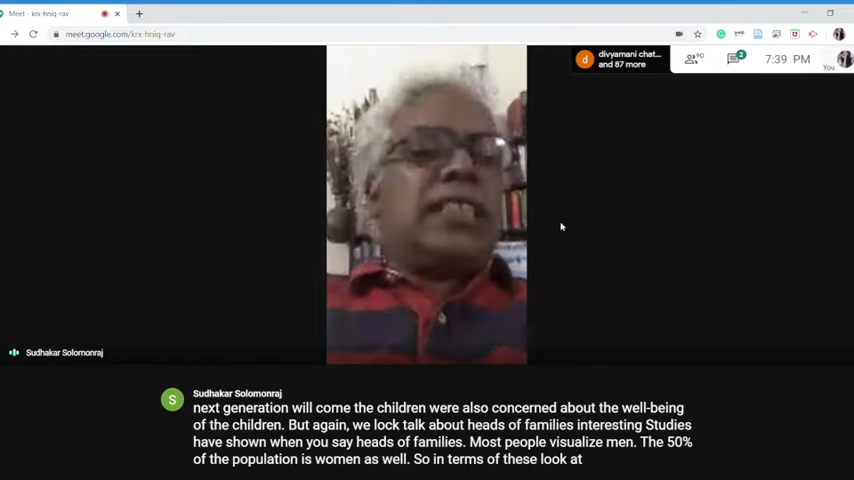 Meet - krx-hniq-rav
meet.google.com/krx-hniq-rav
divyamani chat...
and 87 more
d
90
2
7:39 PM
You
Sudhakar Solomonraj
S
Sudhakar Solomonraj
next generation will come the children were also concerned about the well-being
of the children. But again, we lock talk about heads of families interesting Studies
have shown when you say heads of families. Most people visualize men. The 50%
of the population is women as well. So in terms of these look at